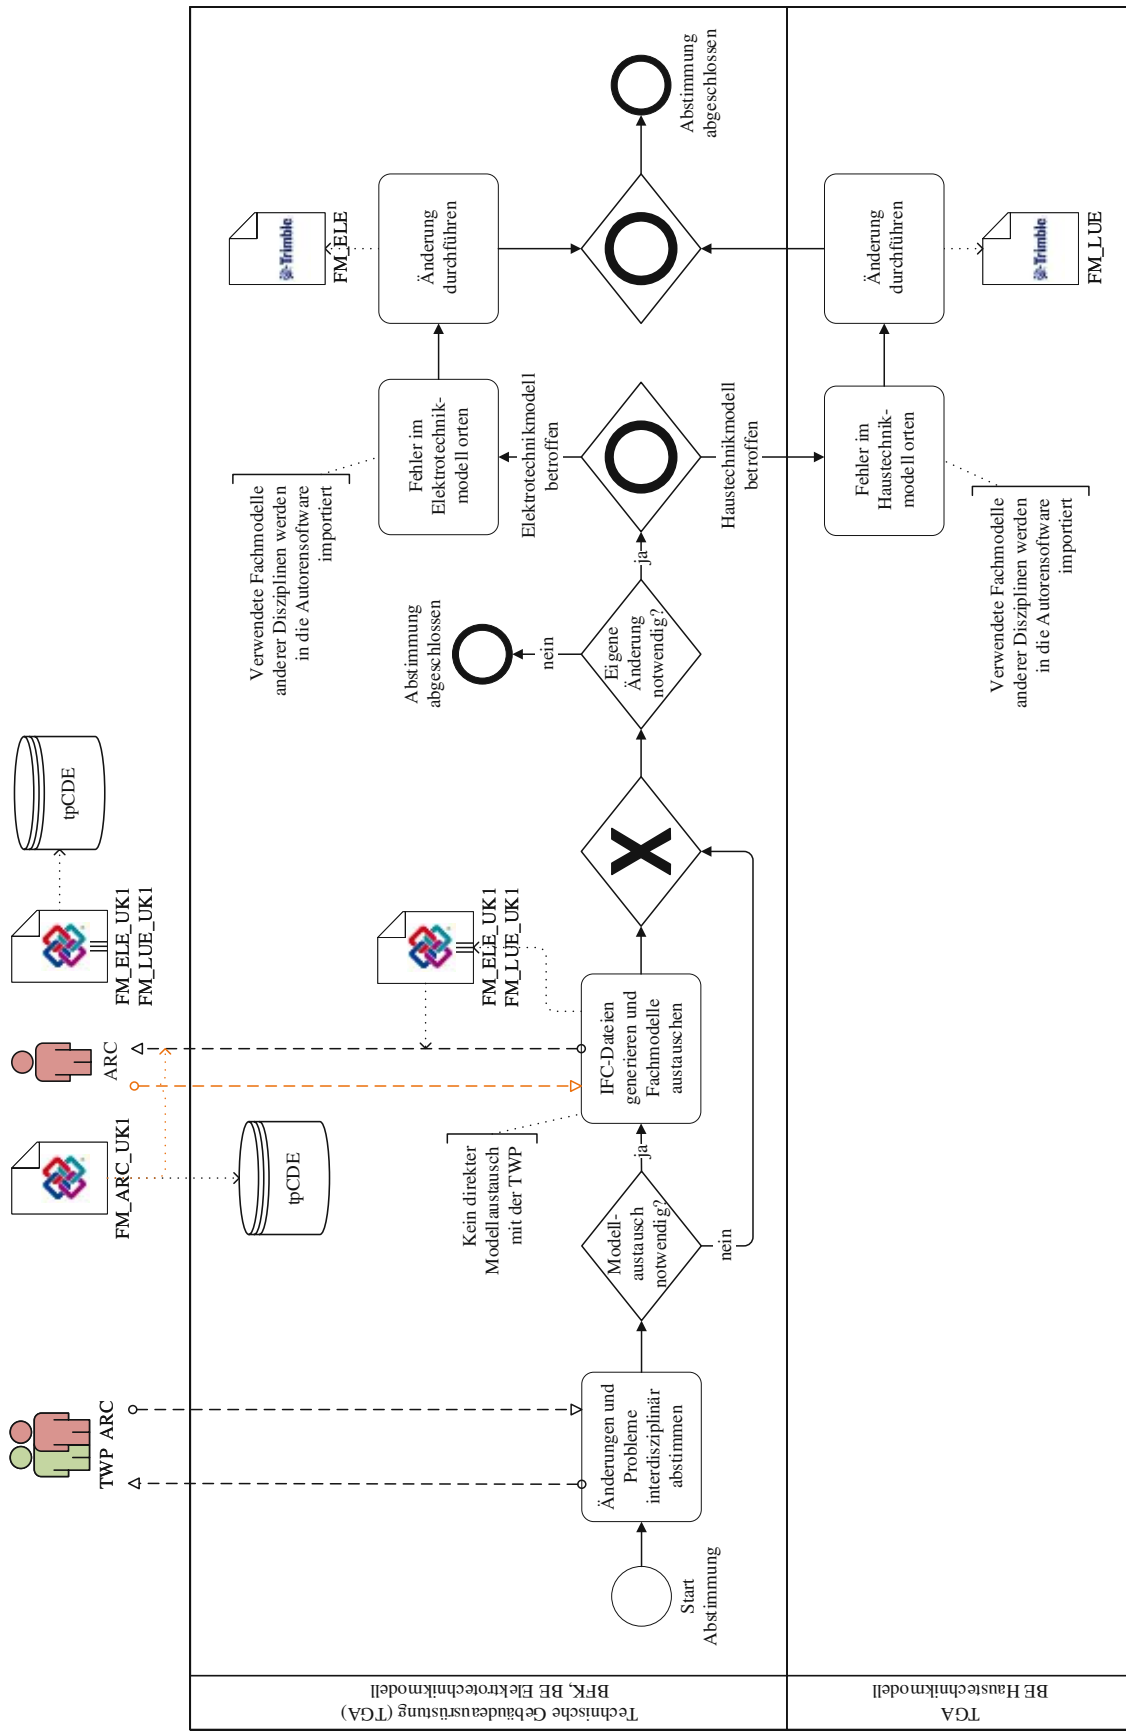 TWP
ARC
FM_ARC_UK1
tpCDE
ARC
FM_ELE_UK1
FM_LUE_UK1
tpCDE
Technische Gebäudeausrüstung (TGA)
BFK, BE Elektrotechnikmodell
Start
Abstimmung
Änderungen und
Probleme
interdisziplinär
abstimmen
Modell-
austausch
notwendig?
ja
nein
Kein direkter
Modellaustausch
mit der TWP
IFC-Dateien
generieren und
Fachmodelle
austauschen
FM_ELE_UK1
FM_LUE_UK1
X
Eigene
Änderung
notwendig?
nein
Abstimmung
abgeschlossen
ja
Elektrotechnikmodell
betroffen
Haustechnikmodell
betroffen
Verwendete Fachmodelle
anderer Disziplinen werden
in die Autorensoftware
importiert
Fehler im
Elektrotechnik-
modell orten
Änderung
durchführen
Trimble
FM_ELE
Abstimmung
abgeschlossen
TGA
BE Haustechnikmodell
Fehler im
Haustechnik-
modell orten
Verwendete Fachmodelle
anderer Disziplinen werden
in die Autorensoftware
importiert
Änderung
durchführen
Trimble
FM_LUE